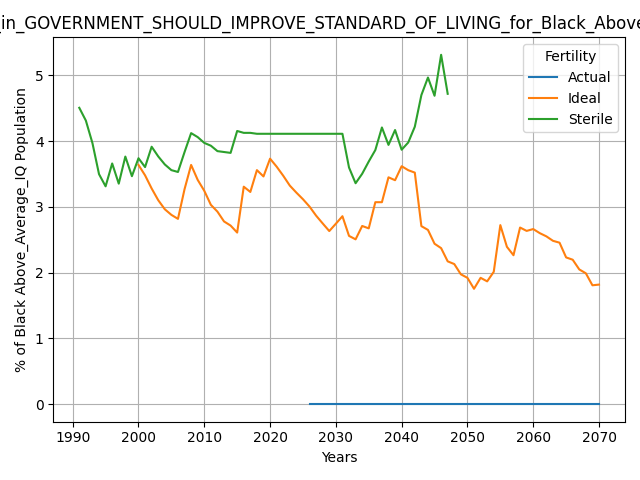 _in_GOVERNMENT_SHOULD_IMPROVE_STANDARD_OF_LIVING_for_Black_Above
Fertility
Actual
Ideal
Sterile
% of Black Above_Average_IQ Population
5
4
3
2
1
0
1990 2000 2010 2020 2030 2040 2050 2060 2070
Years